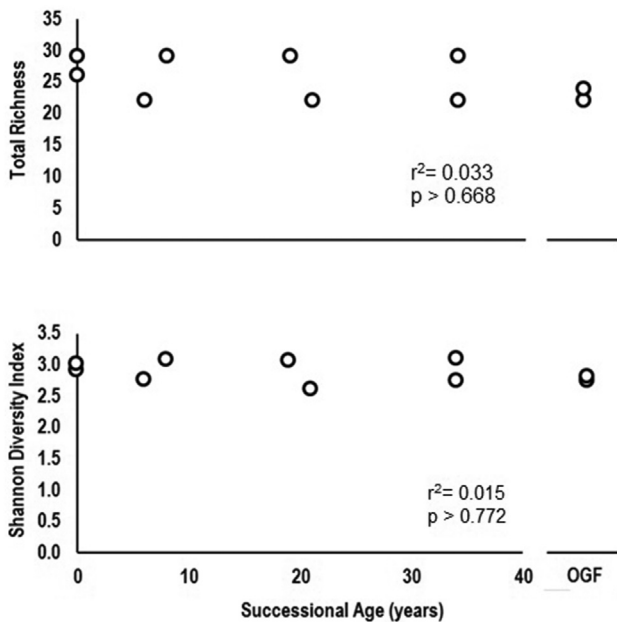 Total Richness
35
30
25
20
15
10
5
0
r²= 0.033
p > 0.668
Shannon Diversity Index
3.5
3.0
2.5
2.0
1.5
1.0
0.5
0.0
r²= 0.015
p > 0.772
0 10 20 30 40 OGF
Successional Age (years)